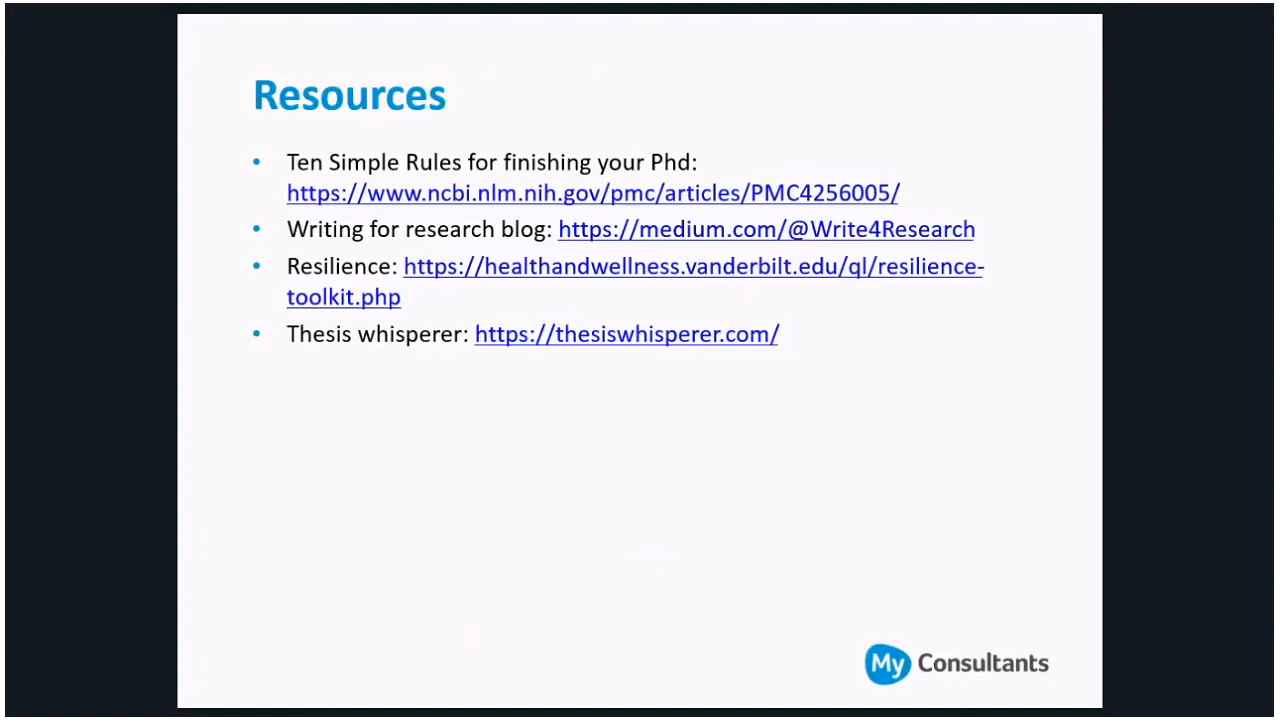 Resources
• Ten Simple Rules for finishing your Phd:
https://www.ncbi.nlm.nih.gov/pmc/articles/PMC4256005/
• Writing for research blog: https://medium.com/@Write4Research
• Resilience: https://healthandwellness.vanderbilt.edu/ql/resilience-
toolkit.php
• Thesis whisperer: https://thesiswhisperer.com/
My Consultants